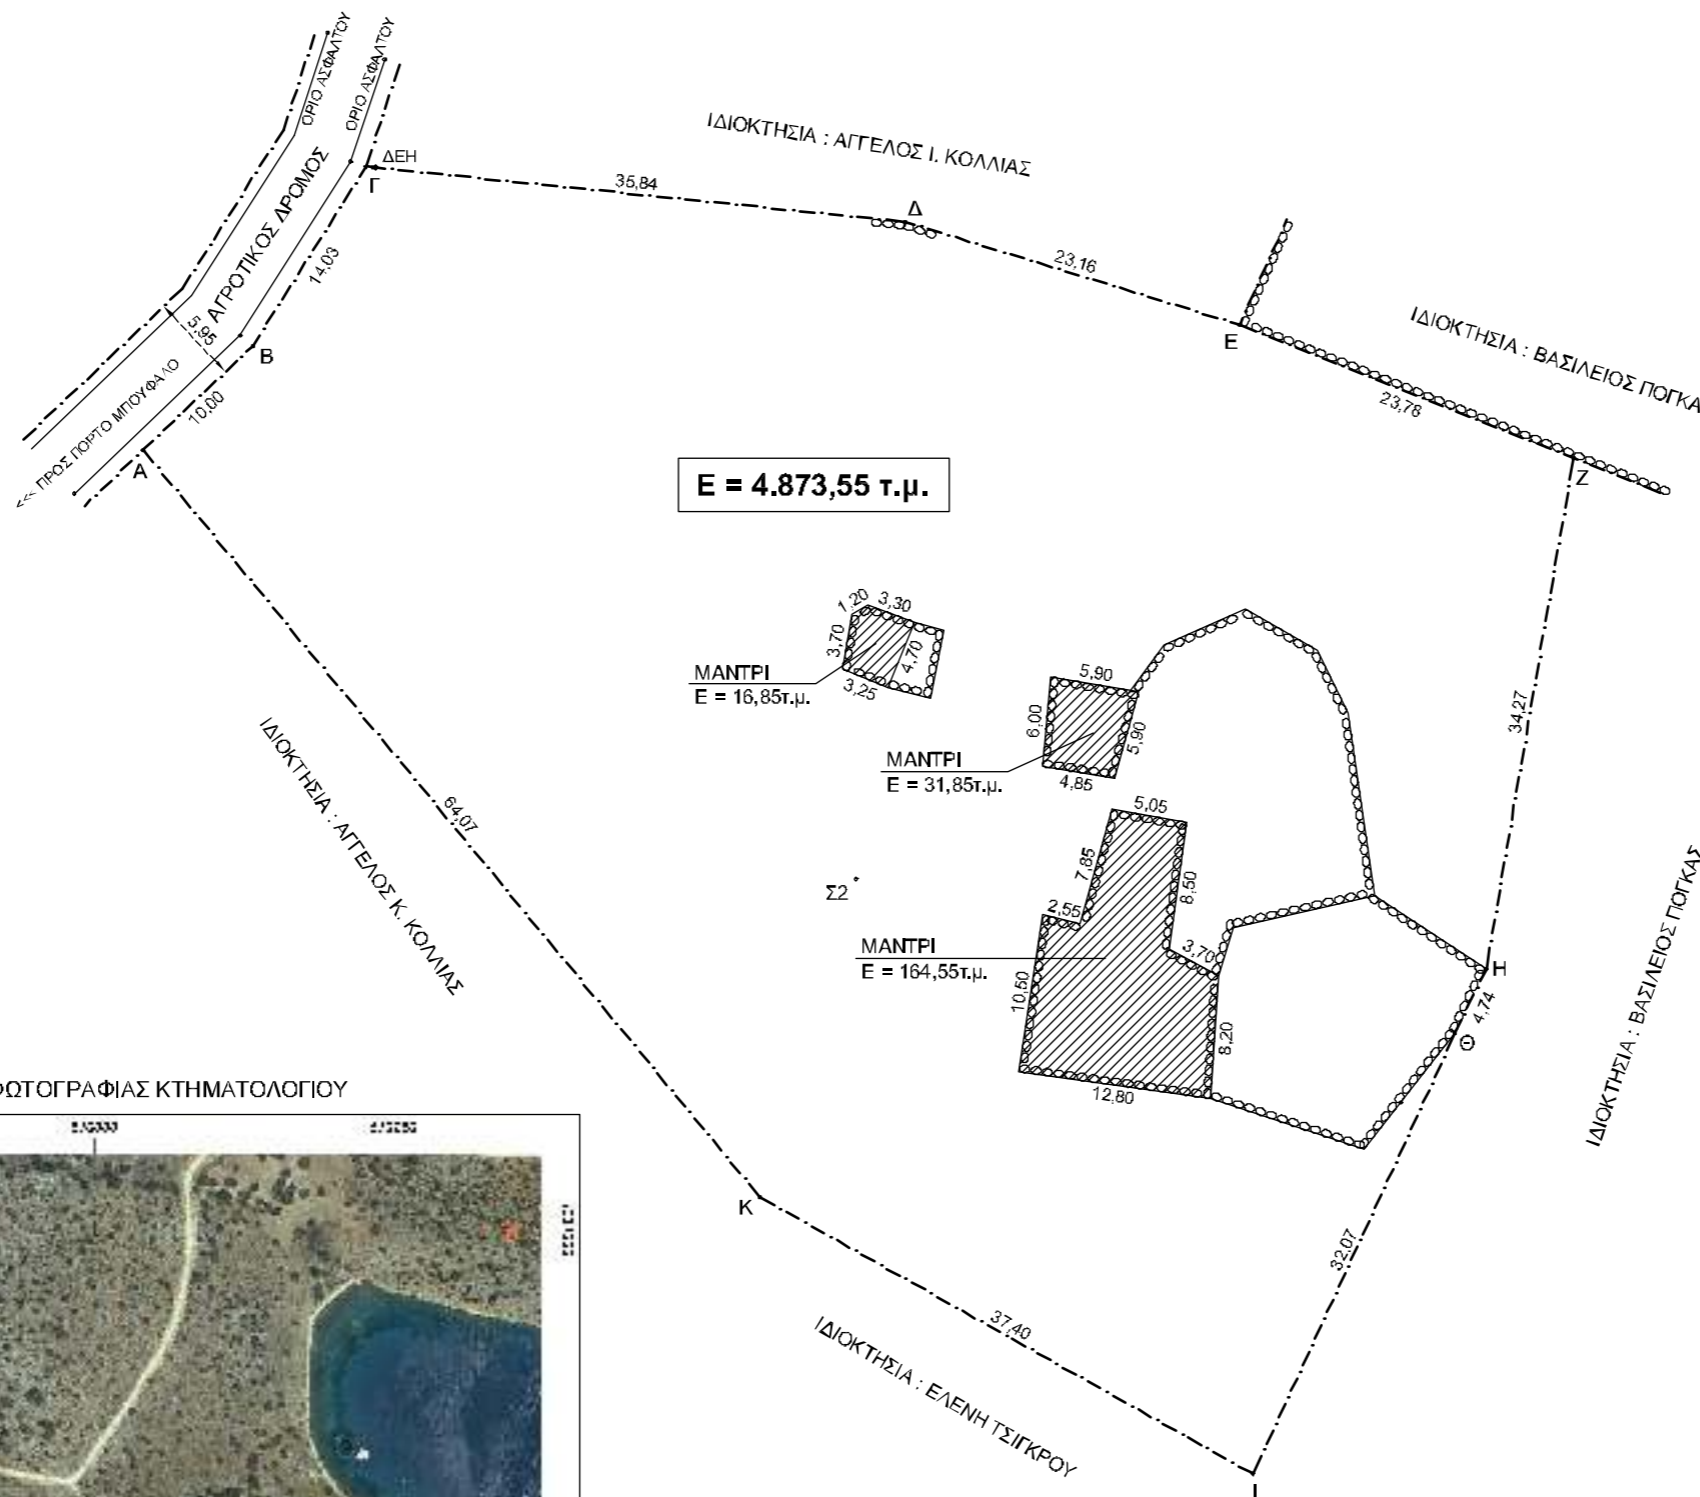 ΟΡΙΟ ΑΣΦΑΛΤΟΥ
ΟΡΙΟ ΑΣΦΑΛΤΟΥ
ΑΓΡΟΤΙΚΟΣ ΔΡΟΜΟΣ
ΔΕΗ
Γ
35,84
ΙΔΙΟΚΤΗΣΙΑ : ΑΓΓΕΛΟΣ Ι. ΚΟΛΛΙΑΣ
Δ
23,16
14,03
5,95
Β
10,00
<<< ΠΡΟΣ ΠΟΡΤΟ ΜΠΟΥΦΑΛΟ
Α
Ε
ΙΔΙΟΚΤΗΣΙΑ : ΒΑΣΙΛΕΙΟΣ ΠΟΓΚΑ
23,78
Ζ
Ε = 4.873,55 τ.μ.
1,20
3,30
3,70
4,70
3,25
ΜΑΝΤΡΙ
Ε = 16,85τ.μ.
5,90
6,00
5,90
4,85
ΜΑΝΤΡΙ
Ε = 31,85τ.μ.
34,27
ΙΔΙΟΚΤΗΣΙΑ : ΑΓΓΕΛΟΣ Κ. ΚΟΛΛΙΑΣ
64,07
5,05
7,85
8,50
2,55
3,70
Σ2
ΜΑΝΤΡΙ
Ε = 164,55τ.μ.
10,50
8,20
12,80
Η
4,74
Θ
ΙΔΙΟΚΤΗΣΙΑ : ΒΑΣΙΛΕΙΟΣ ΠΟΓΚΑΣ
ΦΩΤΟΓΡΑΦΙΑΣ ΚΤΗΜΑΤΟΛΟΓΙΟΥ
Κ
37,40
32,07
ΙΔΙΟΚΤΗΣΙΑ : ΕΛΕΝΗ ΤΣΙΓΚΡΟΥ
Ι